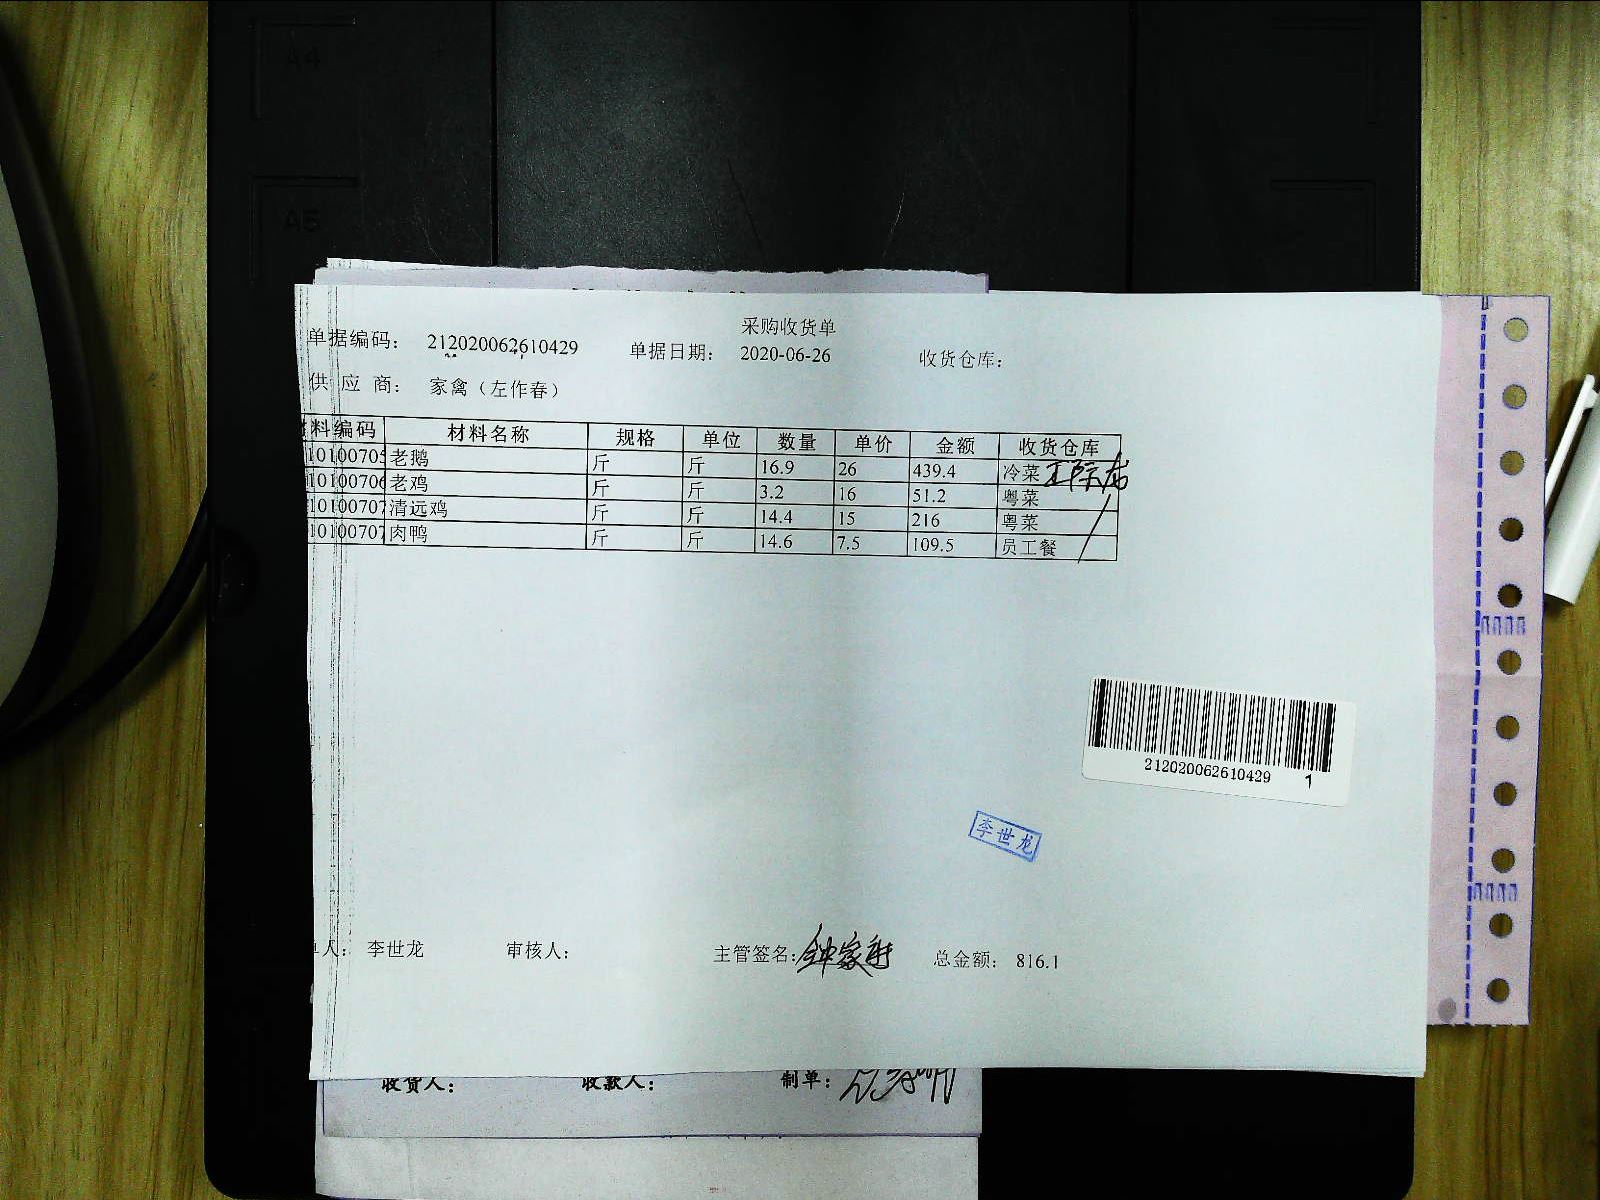 A4
A5
采购收货单
单据编码： 212020062610429 单据日期： 2020-06-26 收货仓库：
供 应 商： 家禽（左作春）
料编码 材料名称 规格 单位 数量 单价 金额 收货仓库
10100705 老鹅 斤 斤 16.9 26 439.4 冷菜
10100706 老鸡 斤 斤 3.2 16 51.2 粤菜
10100707 清远鸡 斤 斤 14.4 15 216 粤菜
10100707 肉鸭 斤 斤 14.6 7.5 109.5 员工餐
212020062610429 1
李世龙
人： 李世龙 审核人： 主管签名： 总金额： 816.1
收货人： 收款人： 制单：